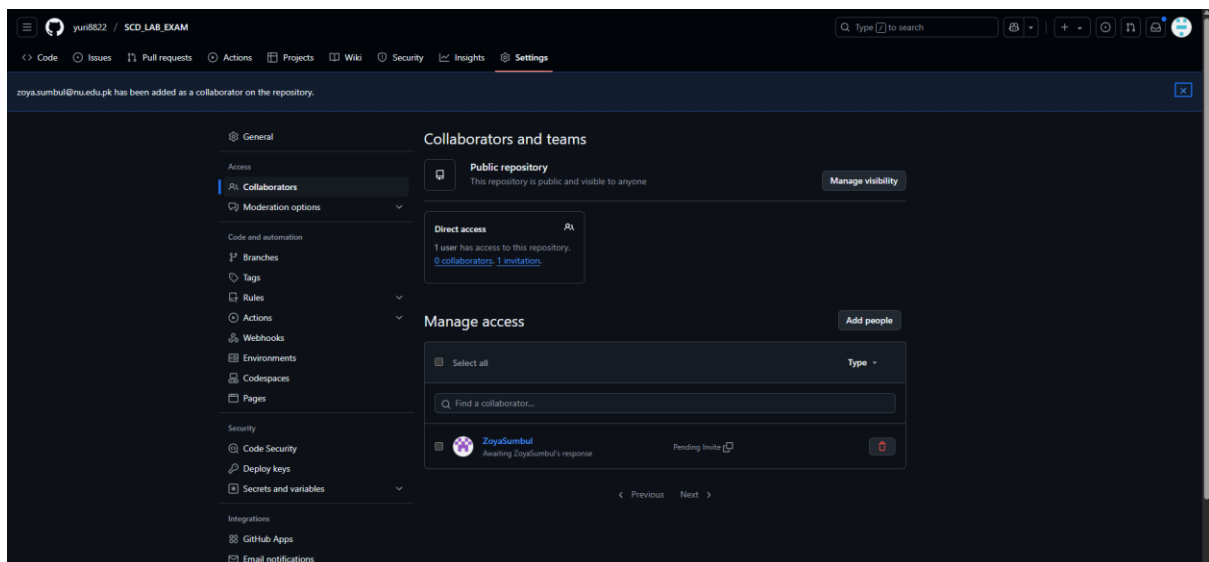 yuri8822 / SCD_LAB_EXAM
Type / to search
Code Issues Pull requests Actions Projects Wiki Security Insights Settings
zoya.sumbul@nu.edu.pk has been added as a collaborator on the repository.
General
Access
Collaborators
Moderation options
Code and automation
Branches
Tags
Rules
Actions
Webhooks
Environments
Codespaces
Pages
Security
Code Security
Deploy keys
Secrets and variables
Integrations
GitHub Apps
Email notifications
Collaborators and teams
Public repository
This repository is public and visible to anyone
Manage visibility
Direct access
1 user has access to this repository.
0 collaborators. 1 invitation.
Manage access
Add people
Select all
Type
Find a collaborator...
ZoyaSumbul
Awaiting ZoyaSumbul's response
Pending Invite
Previous Next